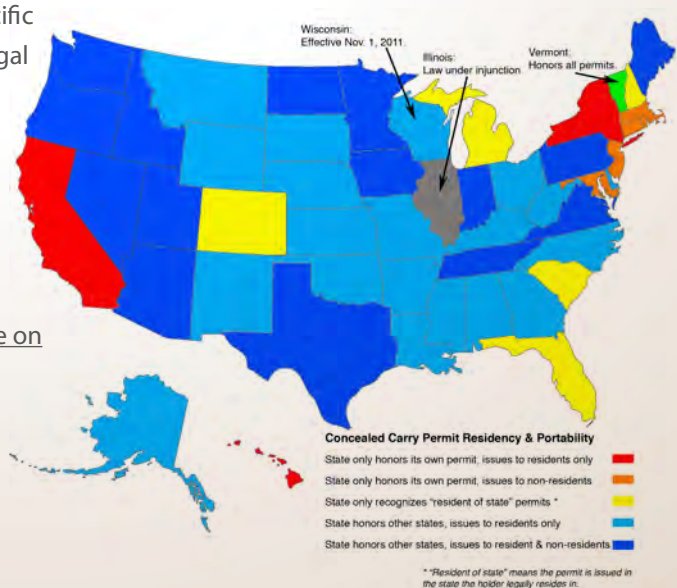 ific
gal
e on
Wisconsin:
Effective Nov. 1, 2011.
Illinois:
Law under injunction
Vermont:
Honors all permits.
Concealed Carry Permit Residency & Portability
State only honors its own permit, issues to residents only
State only honors its own permit, issues to non-residents
State only recognizes "resident of state" permits *
State honors other states, issues to residents only
State honors other states, issues to resident & non-residents
* "Resident of state" means the permit is issued in
the state the holder legally resides in.